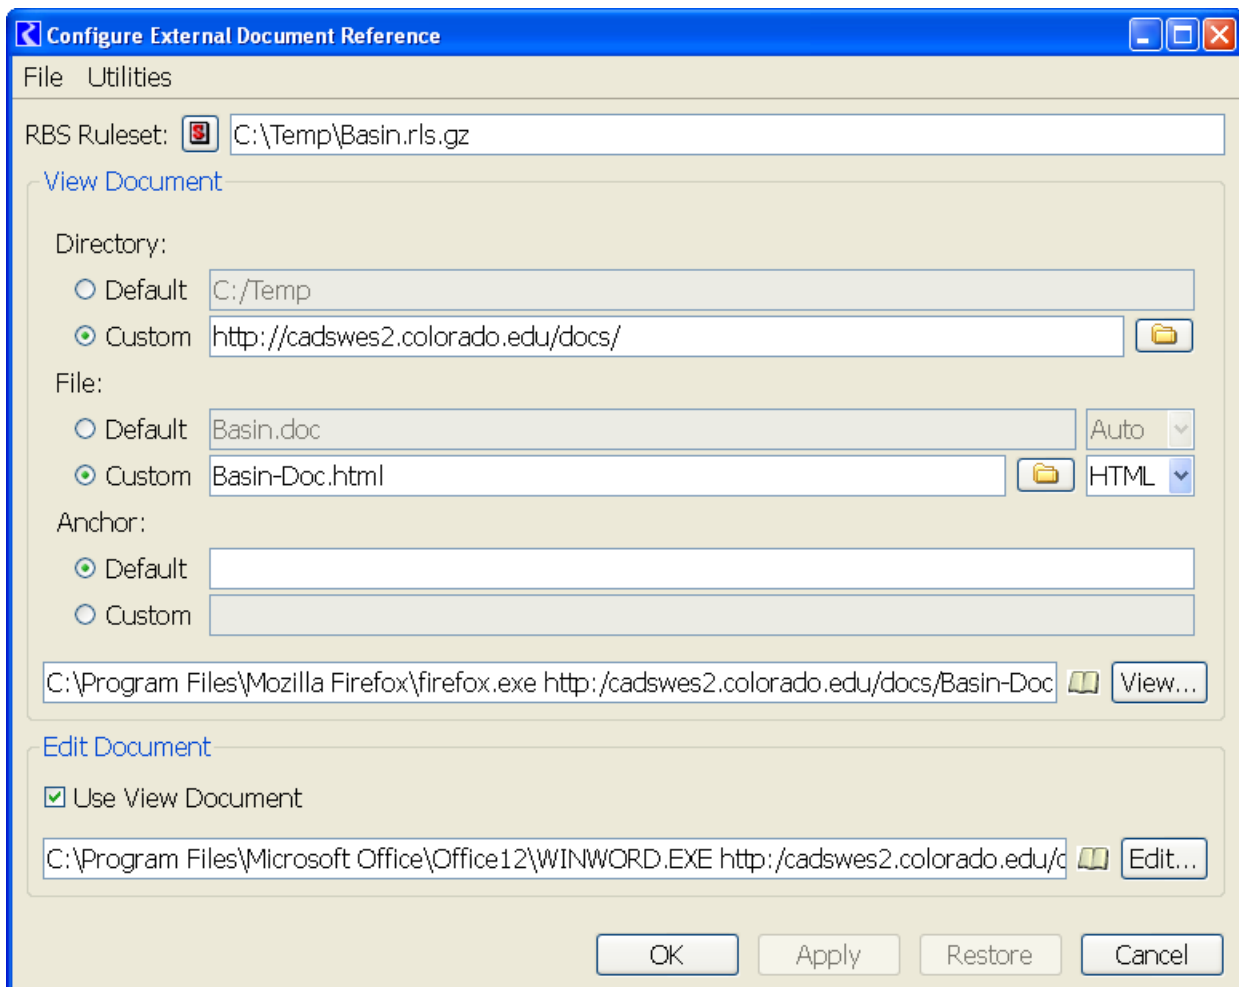 Configure External Document Reference
File Utilities
RBS Ruleset: S C:\Temp\Basin.rls.gz
View Document
Directory:
Default C:/Temp
Custom http://cadswes2.colorado.edu/docs/
File:
Default Basin.doc Auto
Custom Basin-Doc.html HTML
Anchor:
Default
Custom
C:\Program Files\Mozilla Firefox\firefox.exe http:/cadswes2.colorado.edu/docs/Basin-Doc View...
Edit Document
Use View Document
C:\Program Files\Microsoft Office\Office12\WINWORD.EXE http:/cadswes2.colorado.edu/d Edit...
OK Apply Restore Cancel